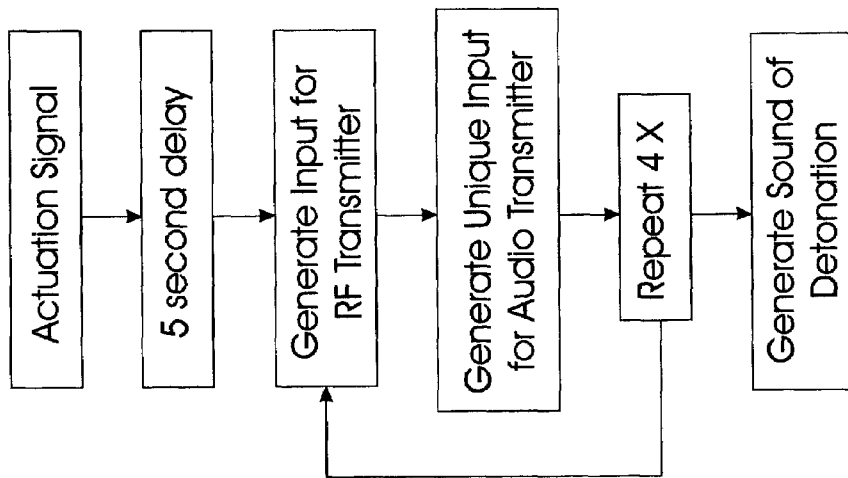 Actuation Signal
5 second delay
Generate Input for
RF Transmitter
Generate Unique Input
for Audio Transmitter
Repeat 4 X
Generate Sound of
Detonation